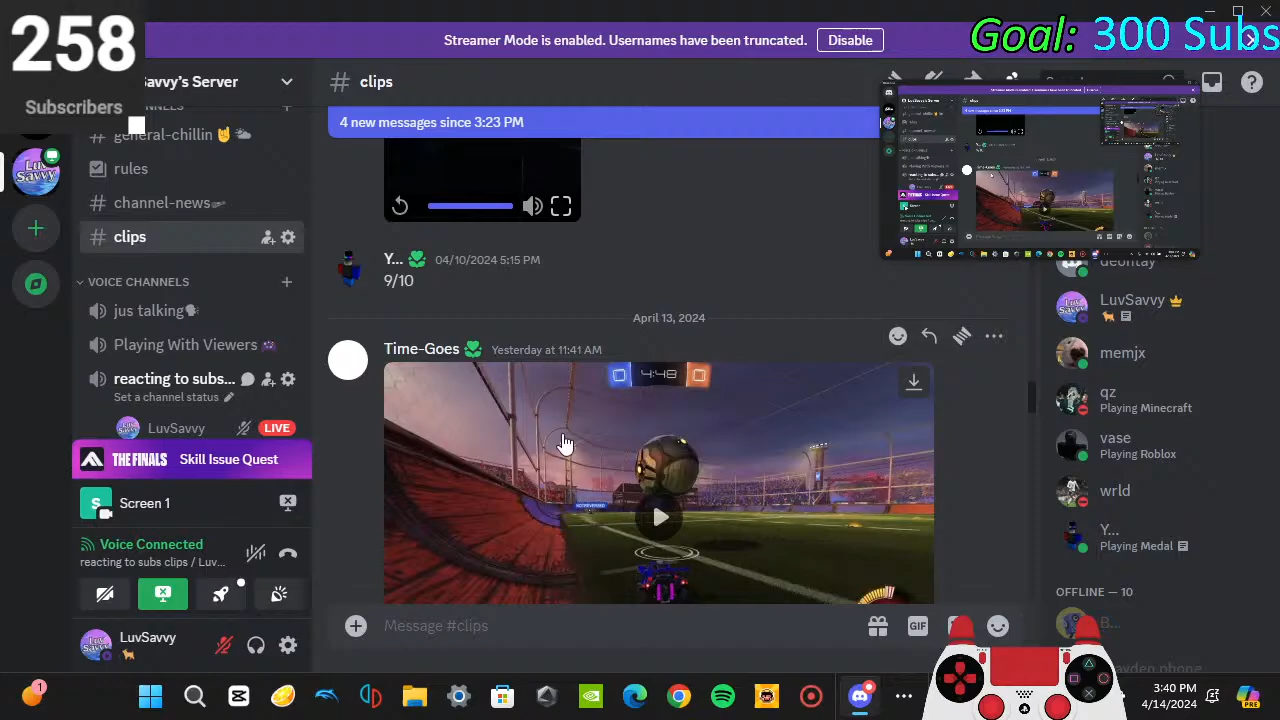 258
Subscribers
Streamer Mode is enabled. Usernames have been truncated.
Disable
Goal: 300 Subs
Savvy's Server
clips
4 new messages since 3:23 PM
general-chillin
rules
channel-news
clips
VOICE CHANNELS
jus talking
Playing With Viewers
reacting to subs...
Set a channel status
LuvSavvy
LIVE
THE FINALS Skill Issue Quest
Screen 1
Voice Connected
reacting to subs clips / Luv...
LuvSavvy
Y... 04/10/2024 5:15 PM
9/10
April 13, 2024
Time-Goes Yesterday at 11:41 AM
4:48
Message #clips
GIF
deontay
LuvSavvy
memjx
qz
Playing Minecraft
vase
Playing Roblox
wrld
Y...
Playing Medal
OFFLINE — 10
B...
1
3:40 PM
4/14/2024
PRE